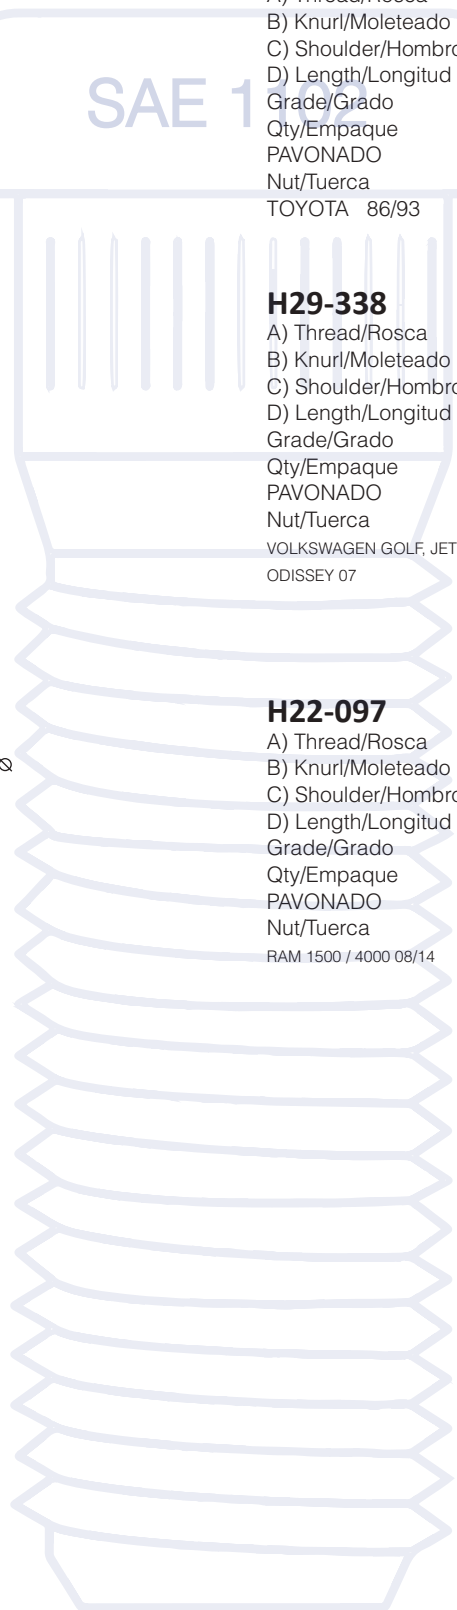 B) Knurl/Moleteado
C) Shoulder/Hombro
SAE 1102
D) Length/Longitud
Grade/Grado
Qty/Empaque
PAVONADO
Nut/Tuerca
TOYOTA 86/93
H29-338
A) Thread/Rosca
B) Knurl/Moleteado
C) Shoulder/Hombro
D) Length/Longitud
Grade/Grado
Qty/Empaque
PAVONADO
Nut/Tuerca
VOLKSWAGEN GOLF, JET
ODISSEY 07
H22-097
A) Thread/Rosca
B) Knurl/Moleteado
Ø
C) Shoulder/Hombro
D) Length/Longitud
Grade/Grado
Qty/Empaque
PAVONADO
Nut/Tuerca
RAM 1500 / 4000 08/14